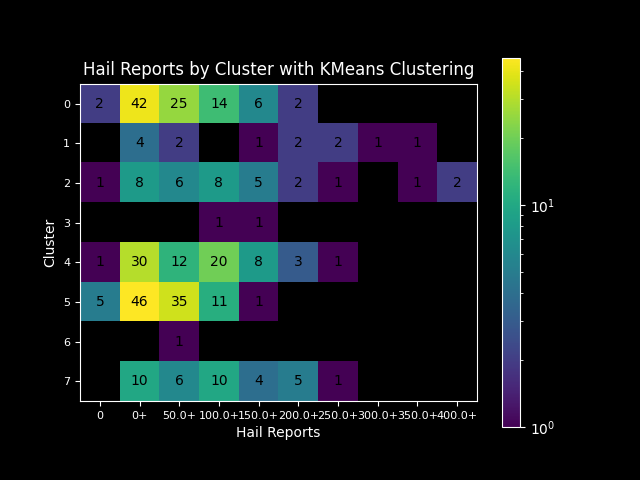 Hail Reports by Cluster with KMeans Clustering
0 2 42 25 14 6 2
1 4 2 1 2 2 1 1
2 1 8 6 8 5 2 1 1 2
3 1 1
4 1 30 12 20 8 3 1
5 5 46 35 11 1
6 1
7 10 6 10 4 5 1
0 0+ 50.0+ 100.0+ 150.0+ 200.0+ 250.0+ 300.0+ 350.0+ 400.0+
Hail Reports
Cluster
10¹
10⁰